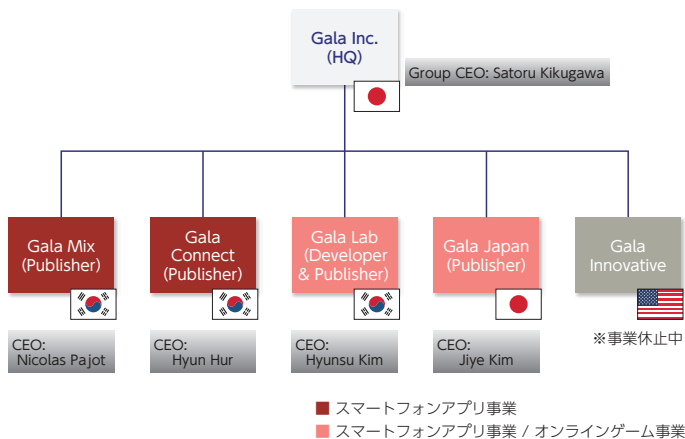 Gala Inc.
(HQ)
Group CEO: Satoru Kikugawa
Gala Mix
(Publisher)
CEO:
Nicolas Pajot
Gala
Connect
(Publisher)
CEO:
Hyun Hur
Gala Lab
(Developer
& Publisher)
CEO:
Hyunsu Kim
Gala Japan
(Publisher)
CEO:
Jiye Kim
Gala
Innovative
※事業休止中
スマートフォンアプリ事業
スマートフォンアプリ事業 / オンラインゲーム事業